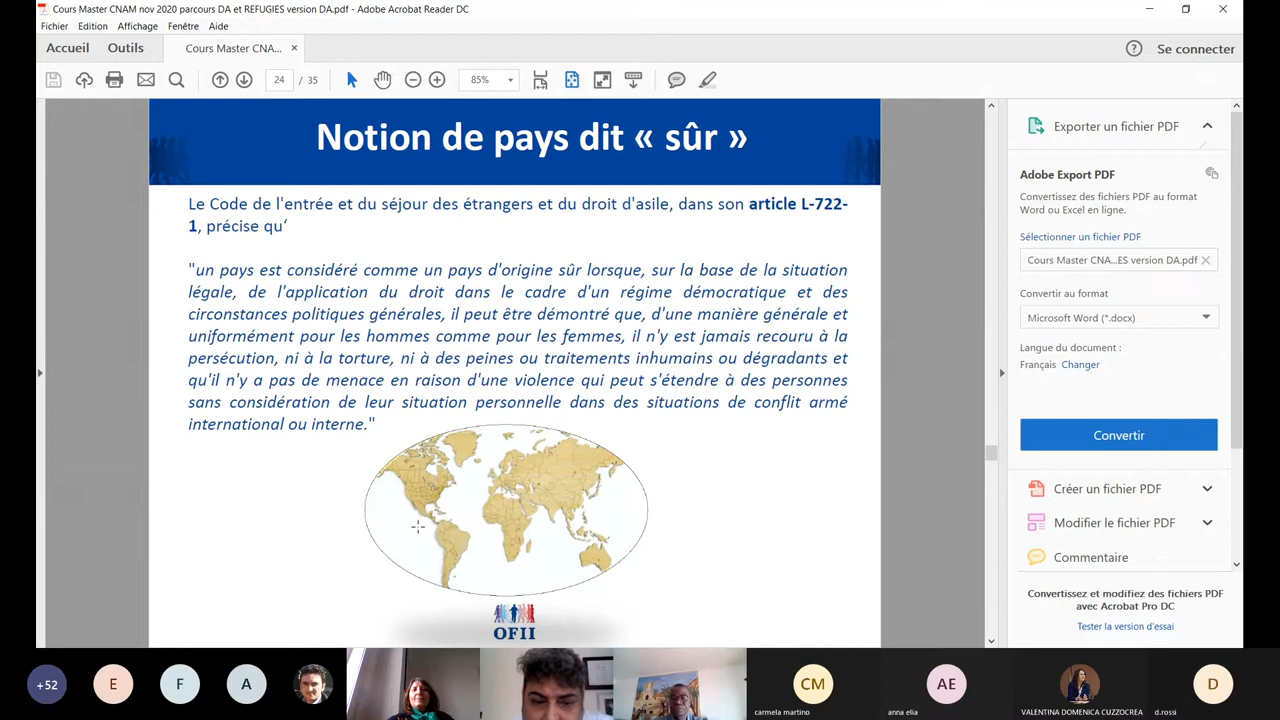 Cours Master CNAM nov 2020 parcours DA et REFUGIES version DA.pdf - Adobe Acrobat Reader DC
Fichier Edition Affichage Fenêtre Aide
Accueil Outils Cours Master CNA... × ? Se connecter
24 / 35 85%
Notion de pays dit « sûr »
Le Code de l'entrée et du séjour des étrangers et du droit d'asile, dans son article L-722-
1, précise qu‘
"un pays est considéré comme un pays d'origine sûr lorsque, sur la base de la situation
légale, de l'application du droit dans le cadre d'un régime démocratique et des
circonstances politiques générales, il peut être démontré que, d'une manière générale et
uniformément pour les hommes comme pour les femmes, il n'y est jamais recouru à la
persécution, ni à la torture, ni à des peines ou traitements inhumains ou dégradants et
qu'il n'y a pas de menace en raison d'une violence qui peut s'étendre à des personnes
sans considération de leur situation personnelle dans des situations de conflit armé
international ou interne."
OFII
Exporter un fichier PDF
Adobe Export PDF
Convertissez des fichiers PDF au format
Word ou Excel en ligne.
Sélectionner un fichier PDF
Cours Master CNA...ES version DA.pdf ×
Convertir au format
Microsoft Word (*.docx)
Langue du document :
Français Changer
Convertir
Créer un fichier PDF
Modifier le fichier PDF
Commentaire
Convertissez et modifiez des fichiers PDF
avec Acrobat Pro DC
Tester la version d'essai
+52 E F A CM AE D
carmela martino anna elia VALENTINA DOMENICA CUZZOCREA d.rossi